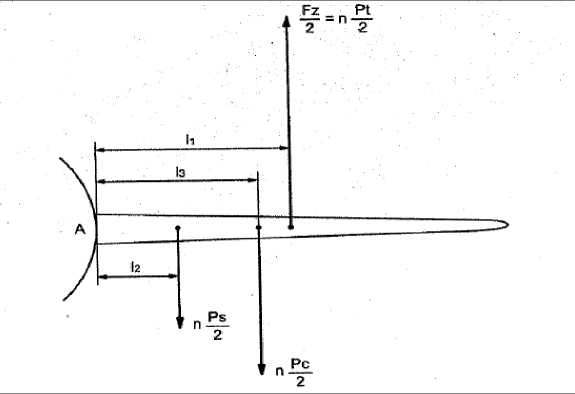 Fz/2 = n Pt/2
l1
l3
A
l2
n Ps/2
n Pc/2